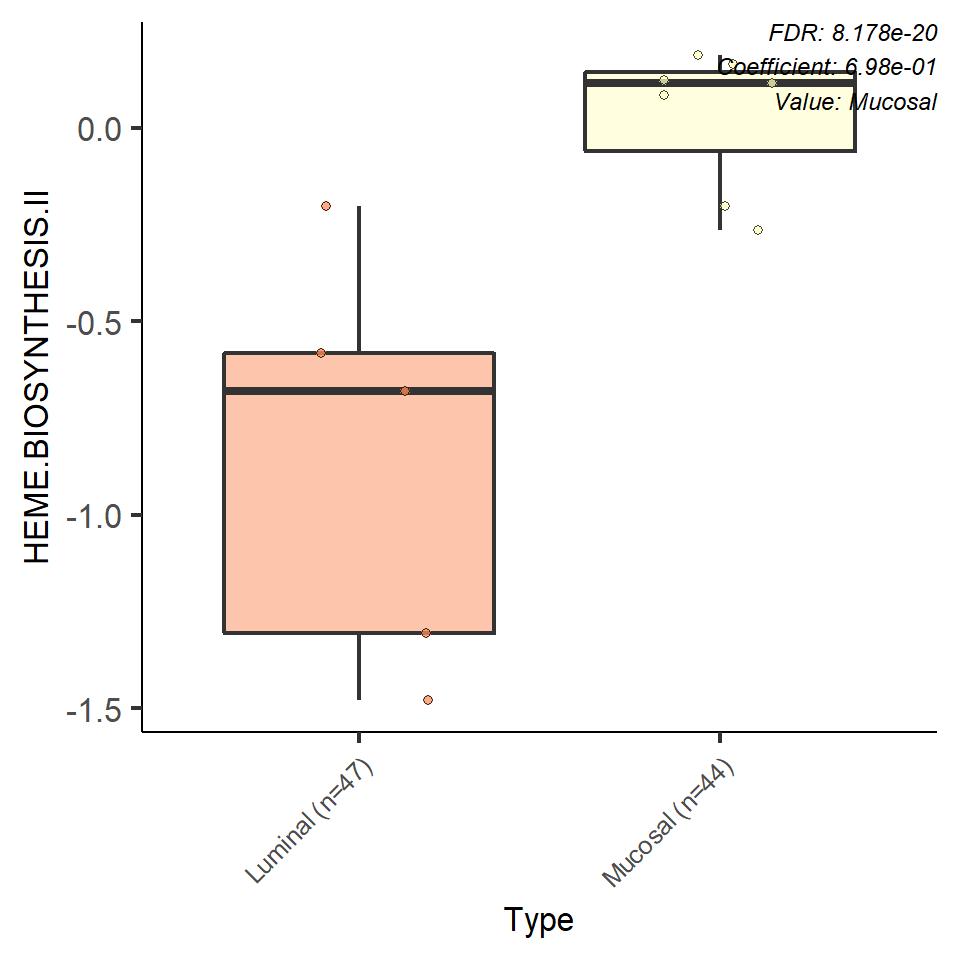 FDR: 8.178e-20
Coefficient: 6.98e-01
Value: Mucosal
HEME.BIOSYNTHESIS.II
0.0
-0.5
-1.0
-1.5
Luminal (n=47)
Mucosal (n=44)
Type